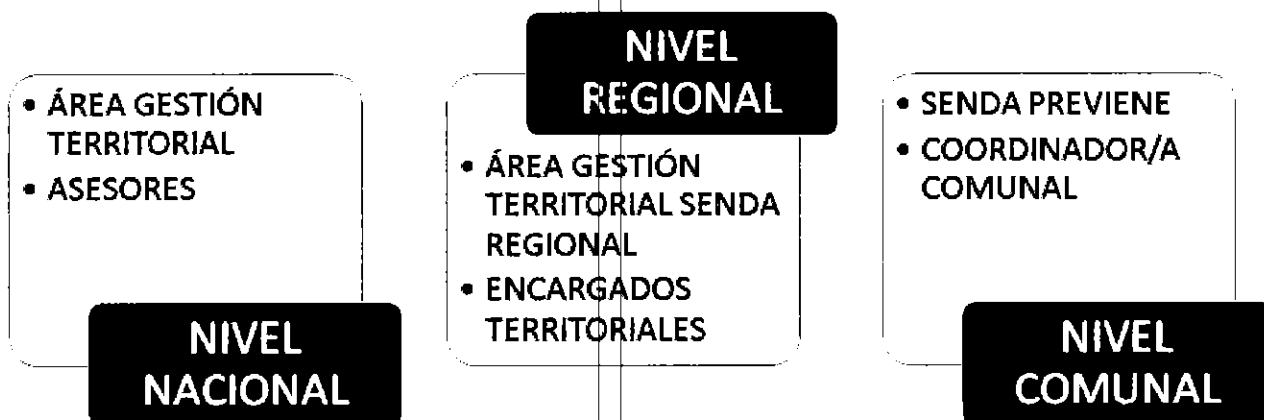 • ÁREA GESTIÓN
TERRITORIAL
• ASESORES
NIVEL
NACIONAL
NIVEL
REGIONAL
• ÁREA GESTIÓN
TERRITORIAL SENDA
REGIONAL
• ENCARGADOS
TERRITORIALES
• SENDA PREVIENE
• COORDINADOR/A
COMUNAL
NIVEL
COMUNAL